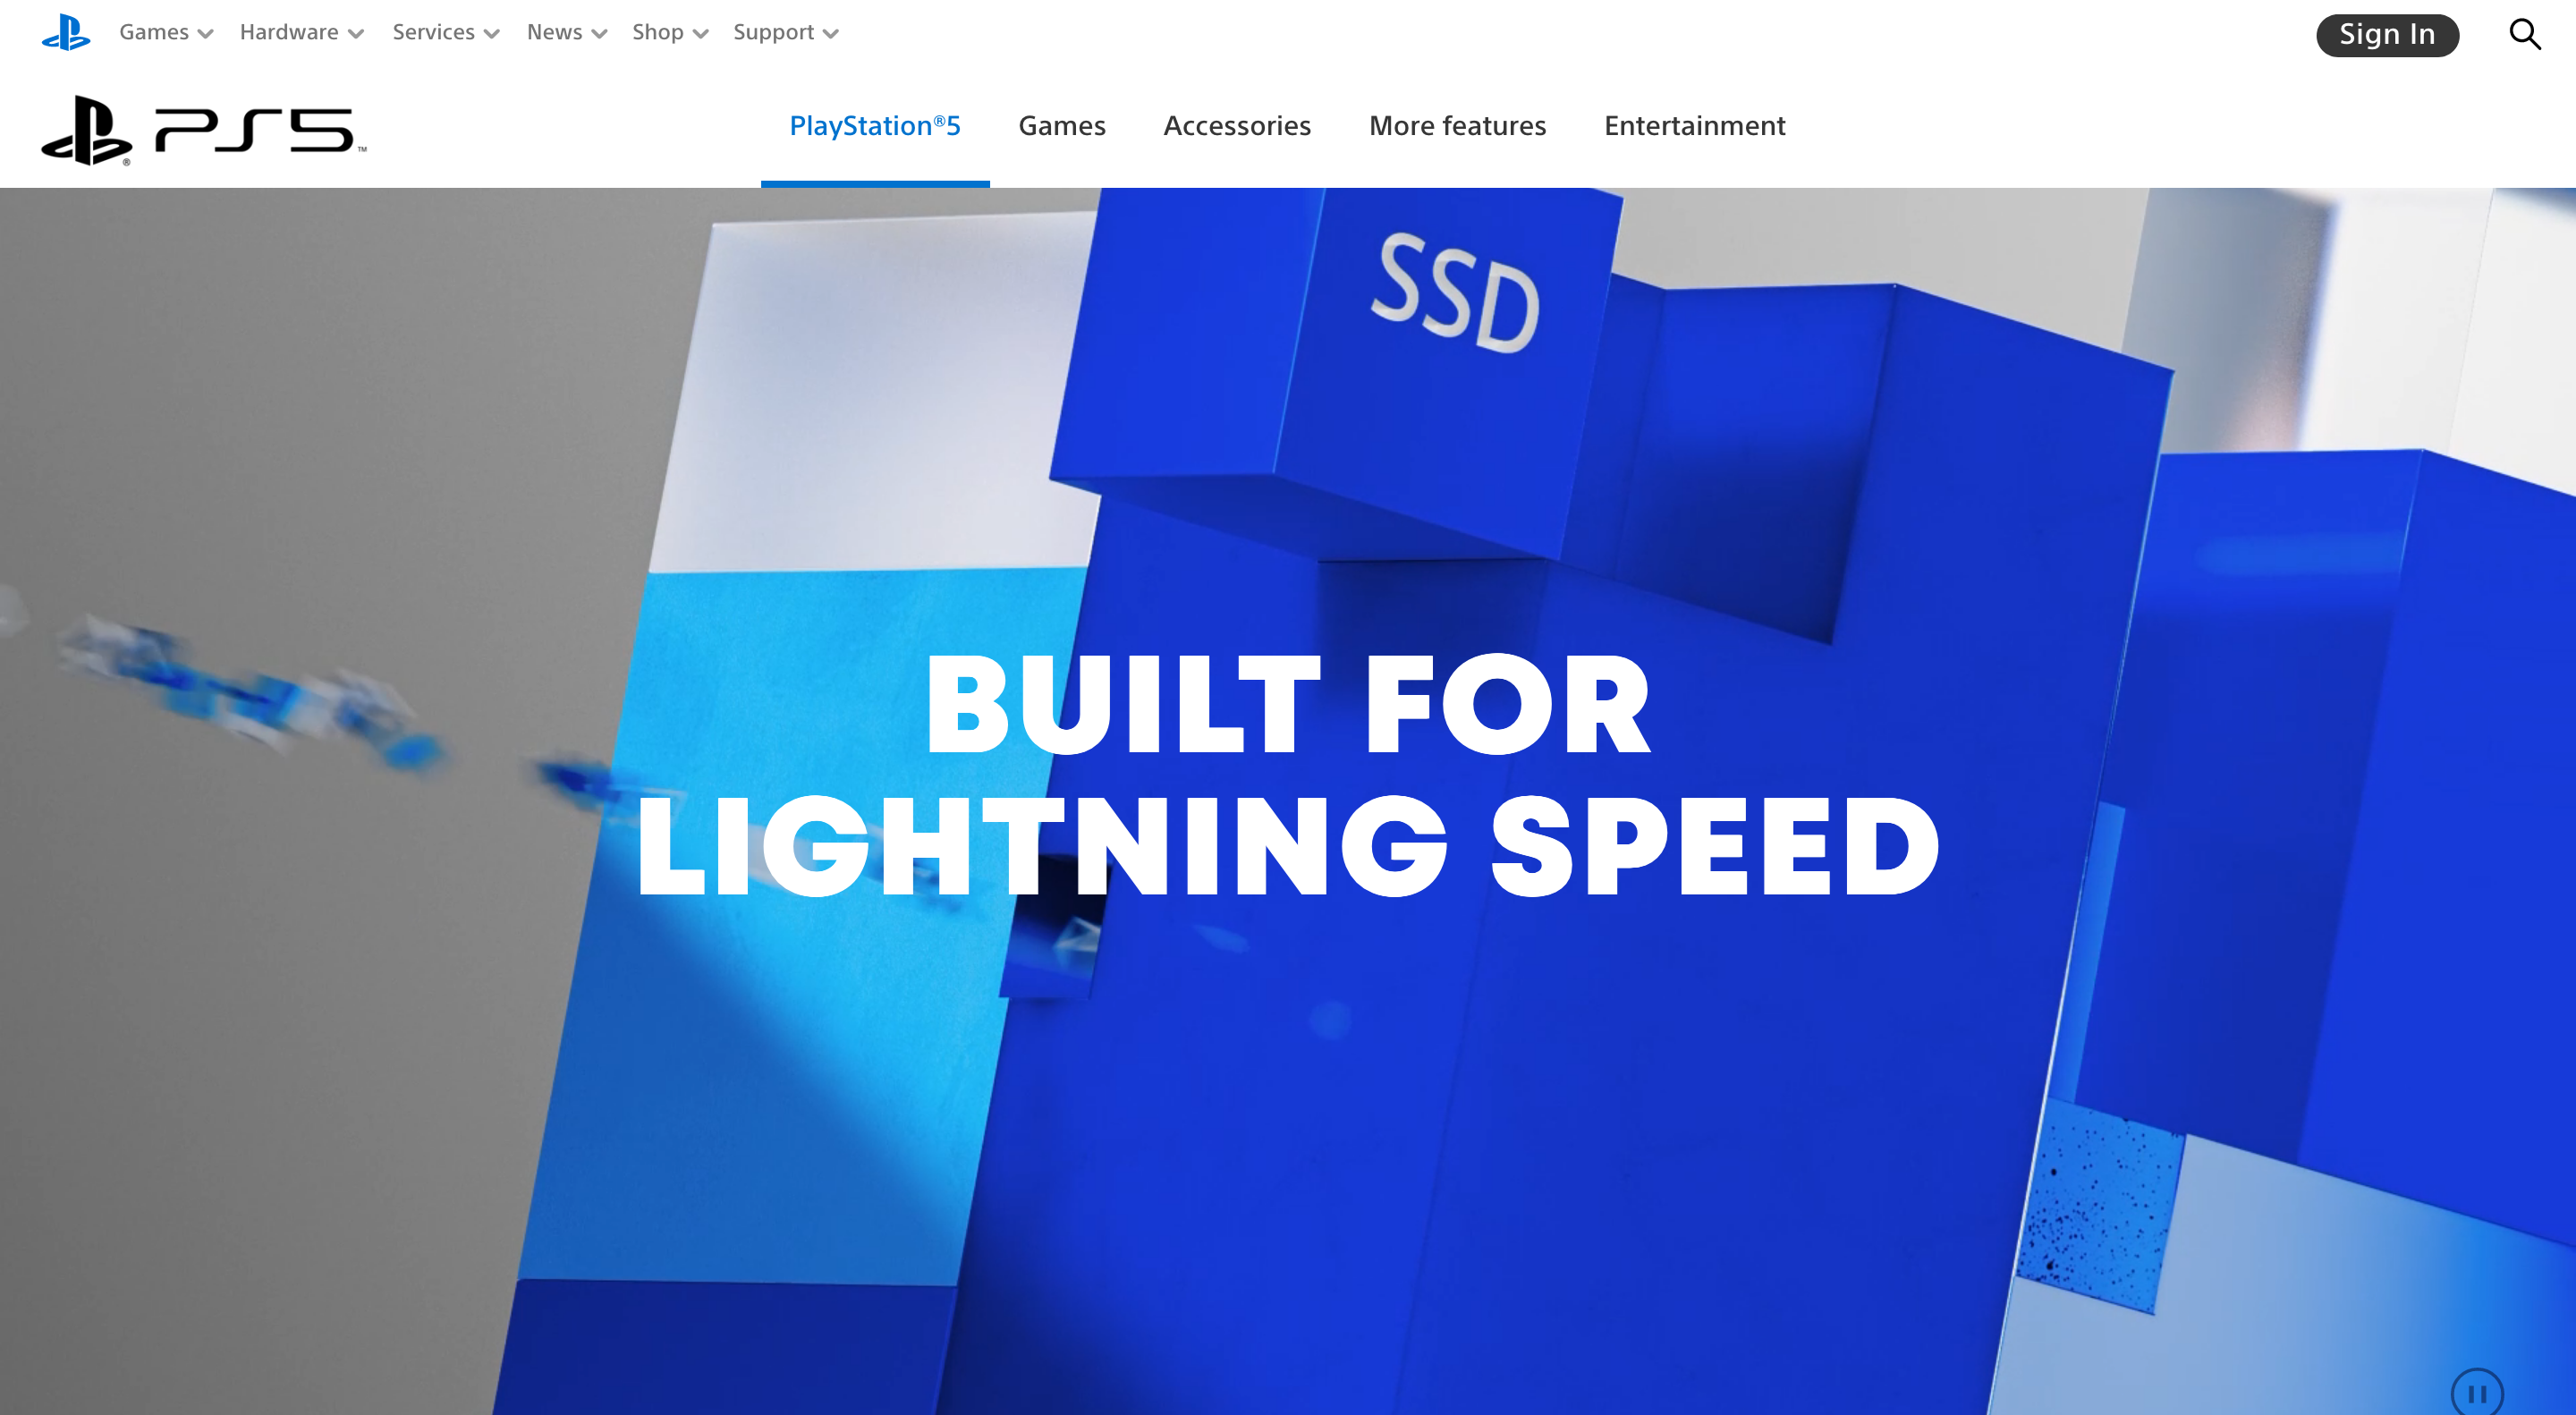 Games Hardware Services News Shop Support Sign In
PS5™ PlayStation®5 Games Accessories More features Entertainment
SSD
BUILT FOR
LIGHTNING SPEED